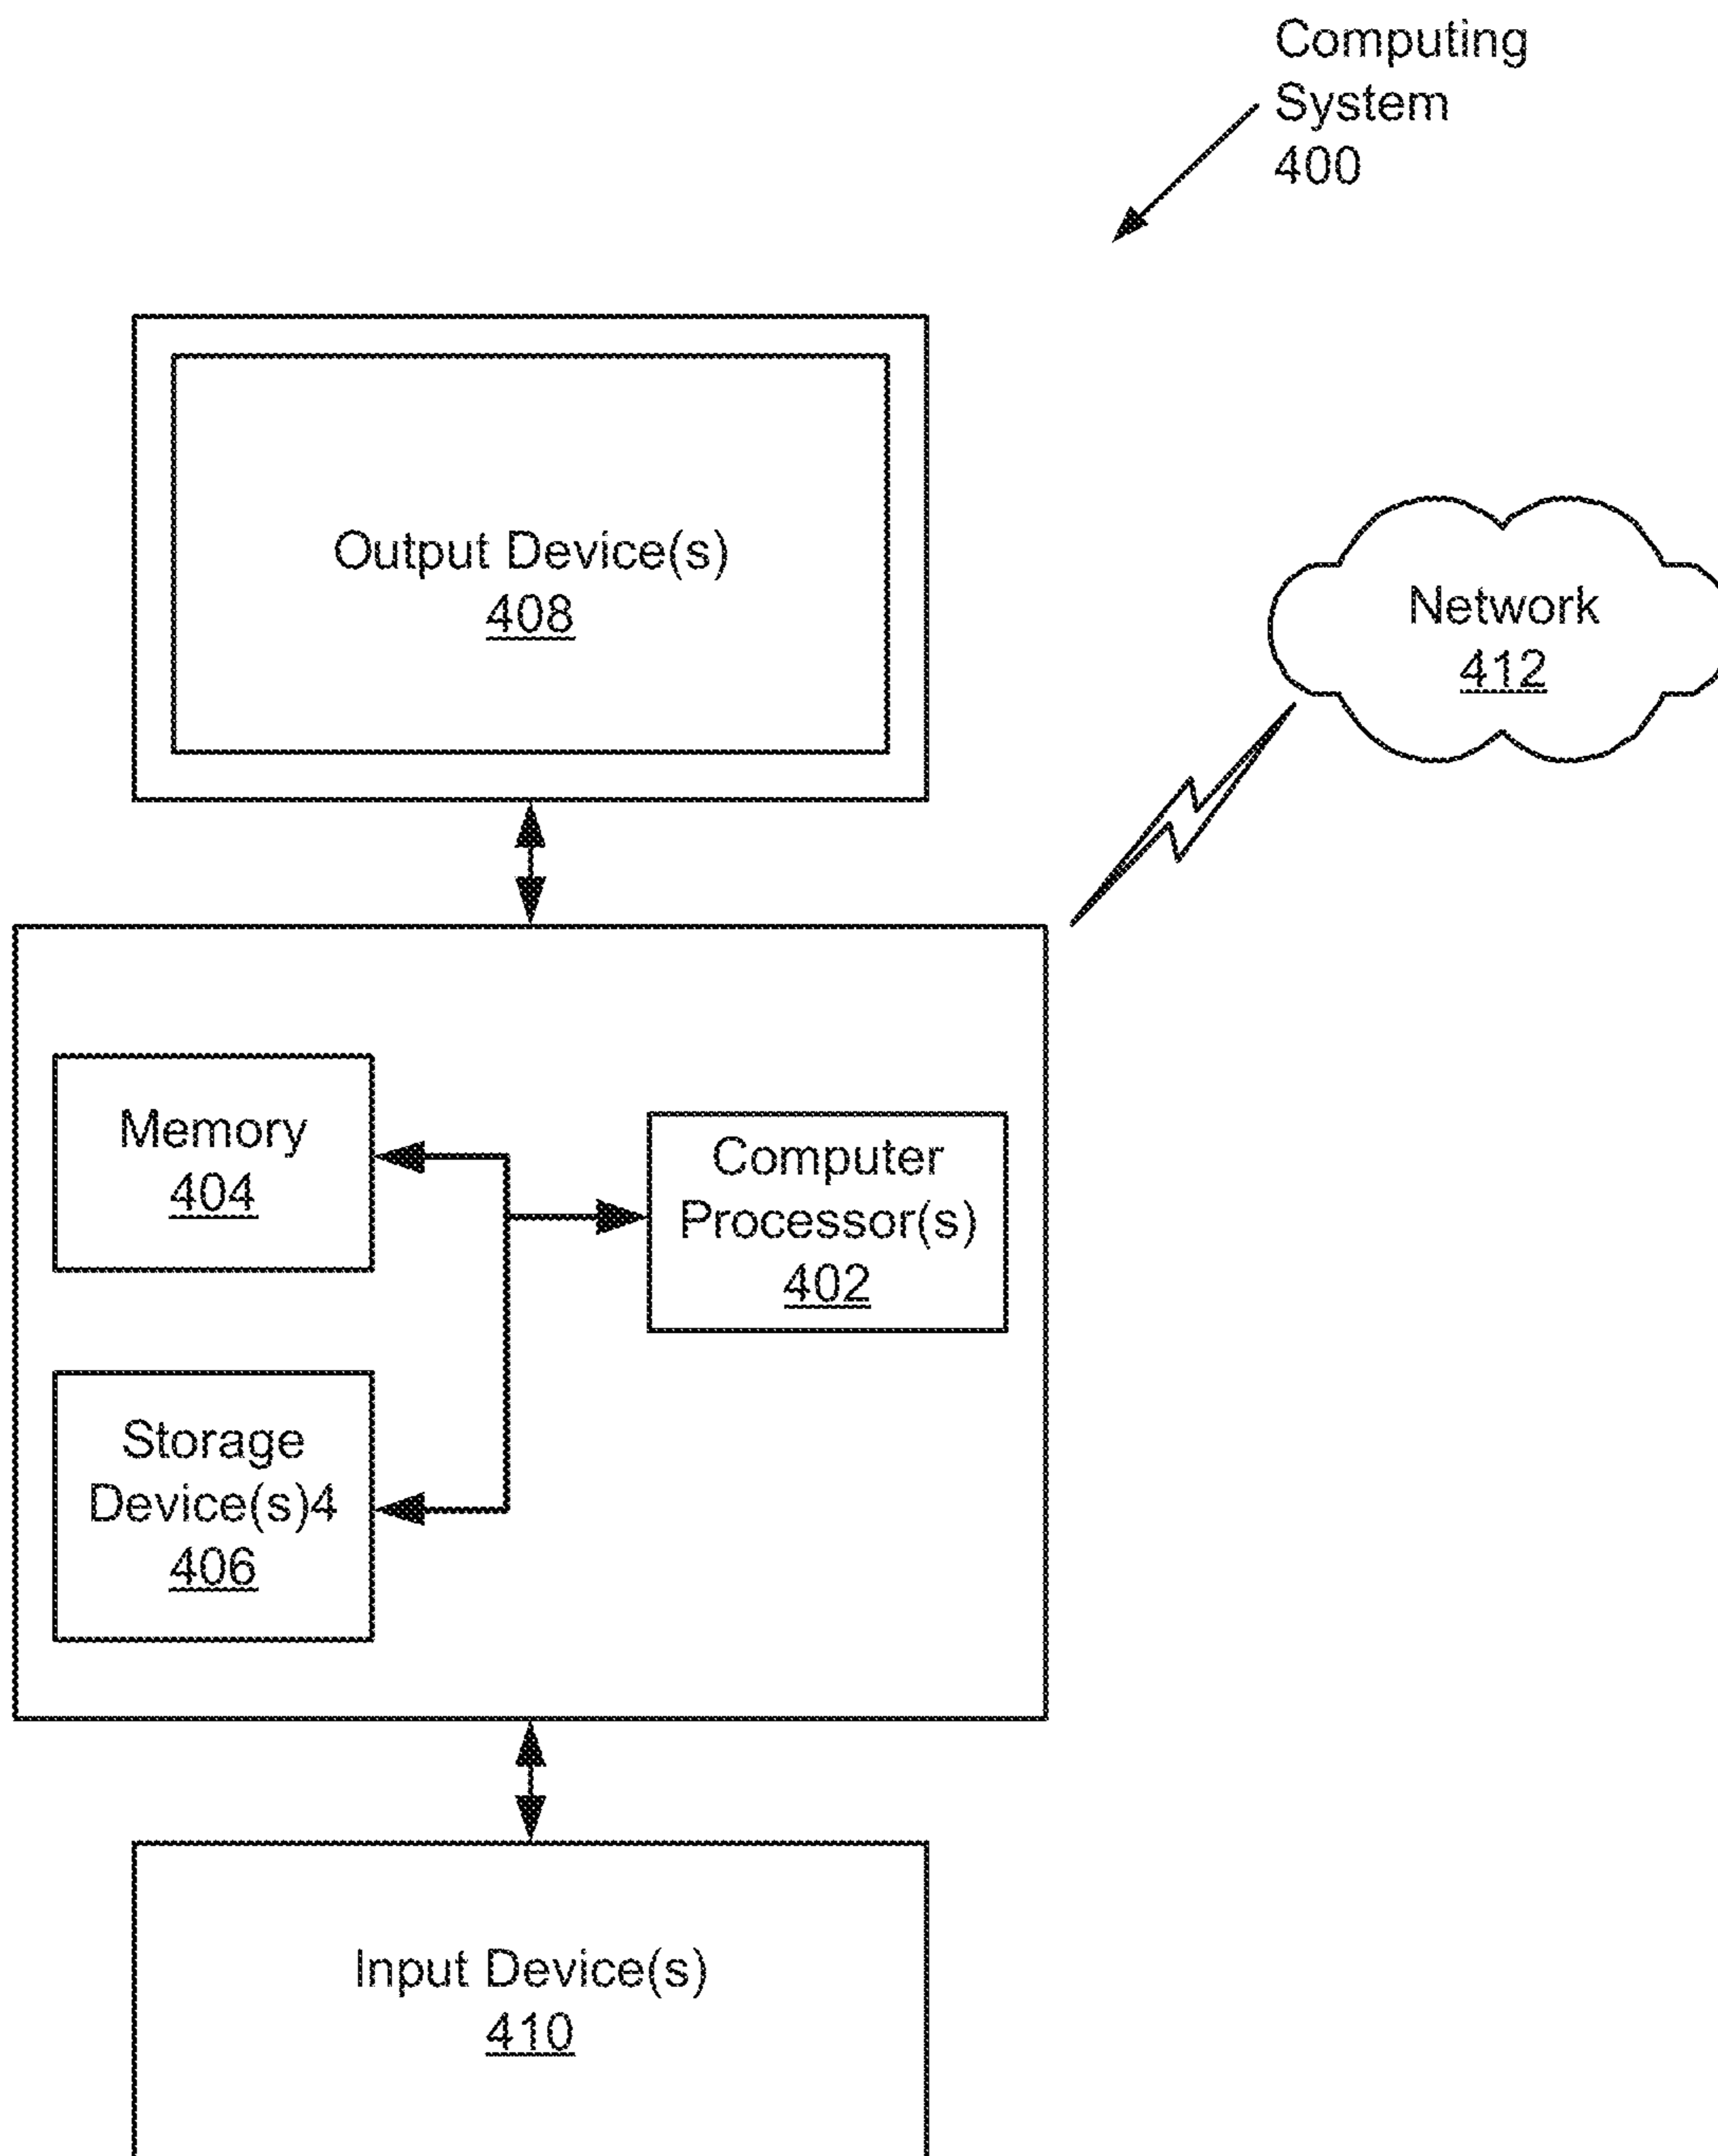 Computing
System
400
Output Device(s)
408
Network
412
Memory
404
Computer
Processor(s)
402
Storage
Device(s)4
406
Input Device(s)
410